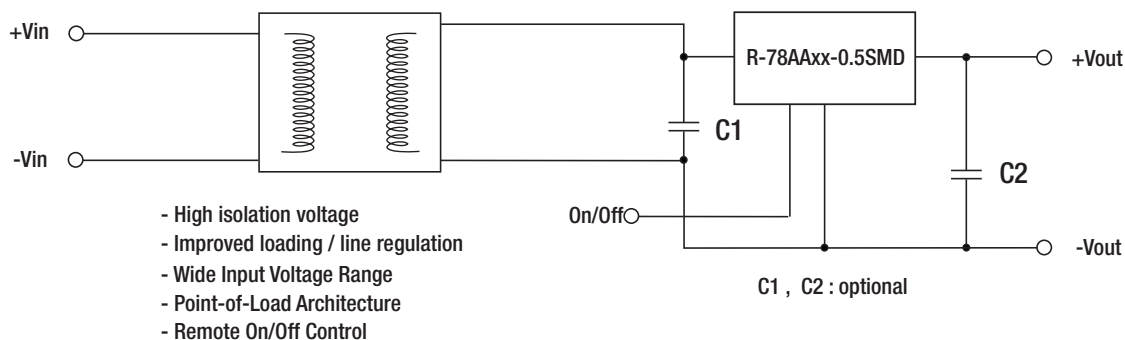 +Vin
R-78AAxx-0.5SMD
+Vout
C1
-Vin
C2
- High isolation voltage
On/Off
- Improved loading / line regulation
-Vout
- Wide Input Voltage Range
C1 , C2 : optional
- Point-of-Load Architecture
- Remote On/Off Control